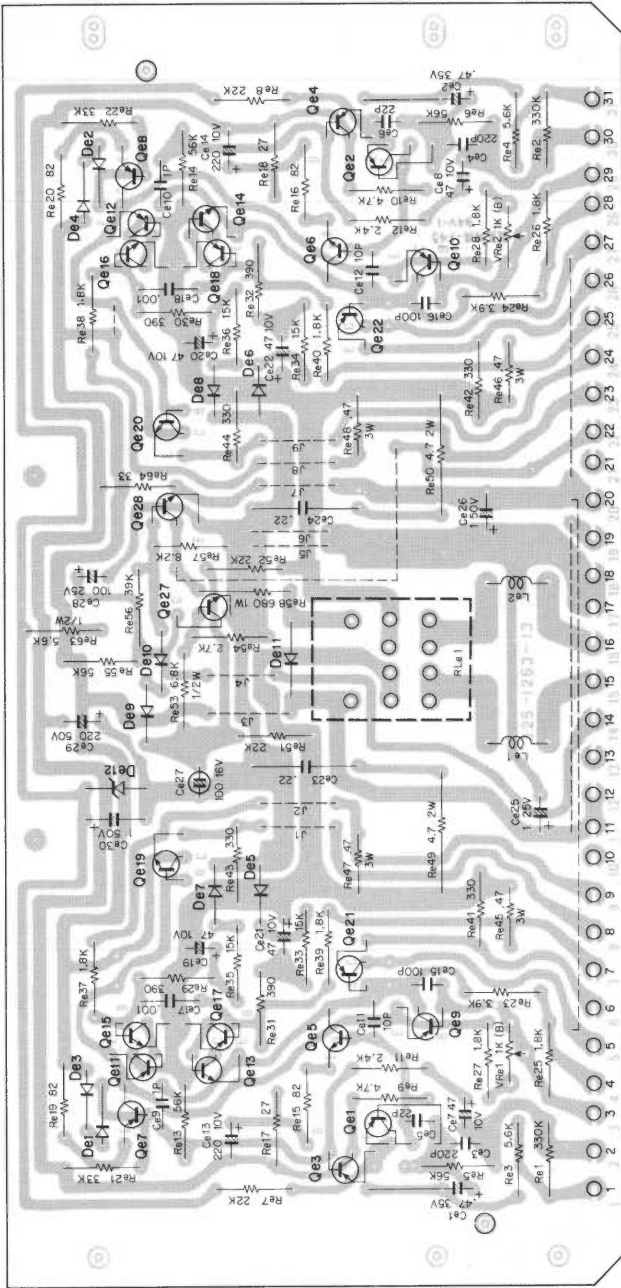 Re22 33K
De2
Re20 82
De4
Qe8
Qe12
Ce10 1P
Re14 56K
Ce14
220 10V
Re8 22K
Re18 27
Re16 82
Qe4
Qe2
Ce6
22P
Re10 4.7K
Re12 2.4K
Ce2
.47 35V
Re6
56K
220P
Ce4
Ce8
47 10V
Re4 5.6K
Re2 330K
Qe16
Qe14
Qe18
Ce18 .001
Re30 390
Re32 390
Re38 1.8K
Re36 15K
Ce20
47 10V
Ce22 47 10V
Re34 15K
Re40 1.8K
Qe6
Qe10
Qe22
Ce12 10P
Ce16 100P
Re28 1.8K
VRe2 1K (B)
Re26 1.8K
Re24 3.9K
De8
De6
Qe20
Re44 330
Re42 330
Re46 .47
3W
Re48 .47
3W
Re50 4.7 2W
J9
J8
J7
J6
J5
Re64 33
Qe28
Re57 8.2K
Re52 22K
Ce24 .22
Ce26
1 50V
Ce28
100 25V
Re56 39K
Qe27
Re58 680 1W
Re63 5.6K
1/2W
Re55 56K
Re54 2.7K
De10
De11
De9
Re53 6.8K
1/2W
J4
J3
RLe1
Le2
Le1
25-1263-13
Ce29
220 50V
De12
Ce30
1 50V
Ce27
100 16V
Re51 22K
Ce23 .22
J2
J1
Ce25
1 25V
Qe19
Re43 330
De7
De5
Re47 .47
3W
Re49 4.7 2W
Re41 330
Re45 .47
3W
Re37 1.8K
Ce19
47 10V
Re35 15K
Ce21
47 10V
Re33 15K
Re39 1.8K
Qe21
Re29 390
Ce17 .001
Re31 390
Qe15
Qe17
Qe11
Qe13
Qe5
Qe9
Ce11
10P
Ce15 100P
Re23 3.9K
Re27 1.8K
VRe1 1K (B)
Re25 1.8K
De3
Re19 82
De1
Qe7
Re21 33K
Ce9 1P
Re13 56K
Ce13
220 10V
Re17 27
Re15 82
Re7 22K
Qe3
Qe1
Re11 2.4K
Re9 4.7K
22P
Ce5
Ce7 47
10V
220P
Ce3
Re5 56K
Ce1
.47 35V
Re3 5.6K
Re1 330K
31
30
29
28
27
26
25
24
23
22
21
20
19
18
17
16
15
14
13
12
11
10
9
8
7
6
5
4
3
2
1